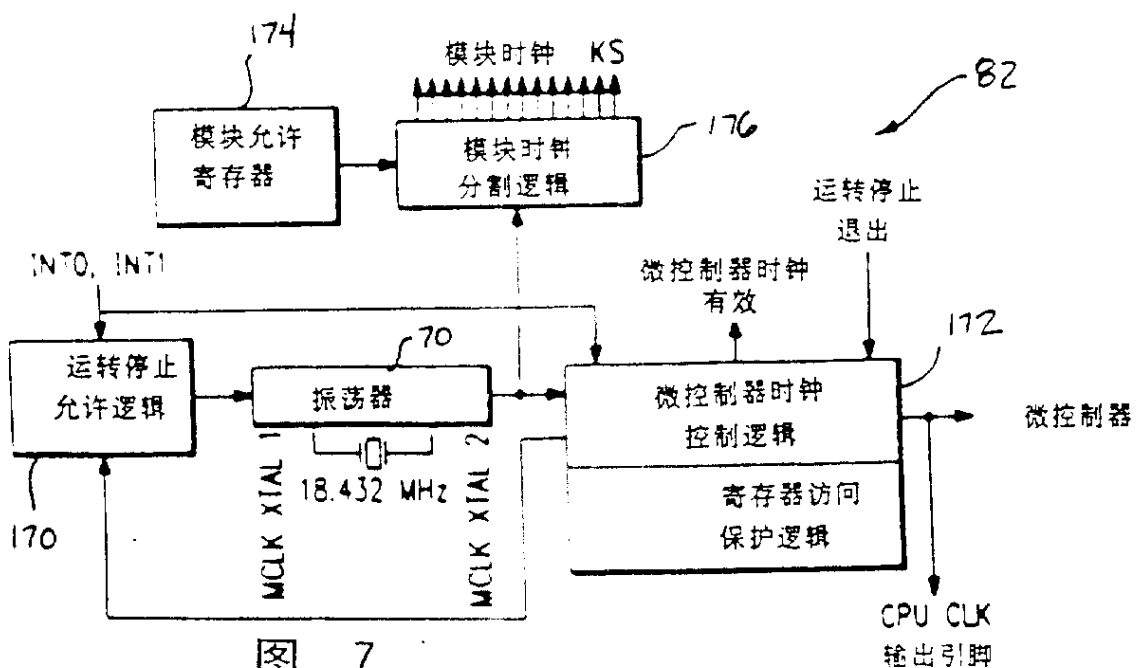 174
模块时钟 KS
82
模块允许
寄存器
模块时钟
分割逻辑
176
运转停止
退出
INT0, INT1
微控制器时钟
有效
172
运转停止
允许逻辑
70
振荡器
微控制器时钟
控制逻辑
微控制器
MCLK XTAL 1
18.432 MHz
MCLK XTAL 2
寄存器访问
保护逻辑
170
CPU CLK
输出引脚
图 7